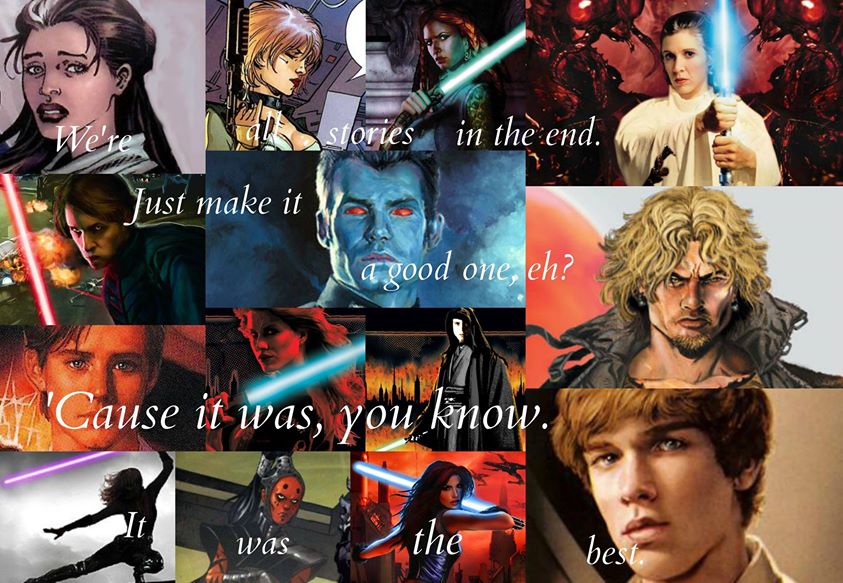 We're all stories in the end.
Just make it
a good one, eh?
'Cause it was, you know.
It was the best.